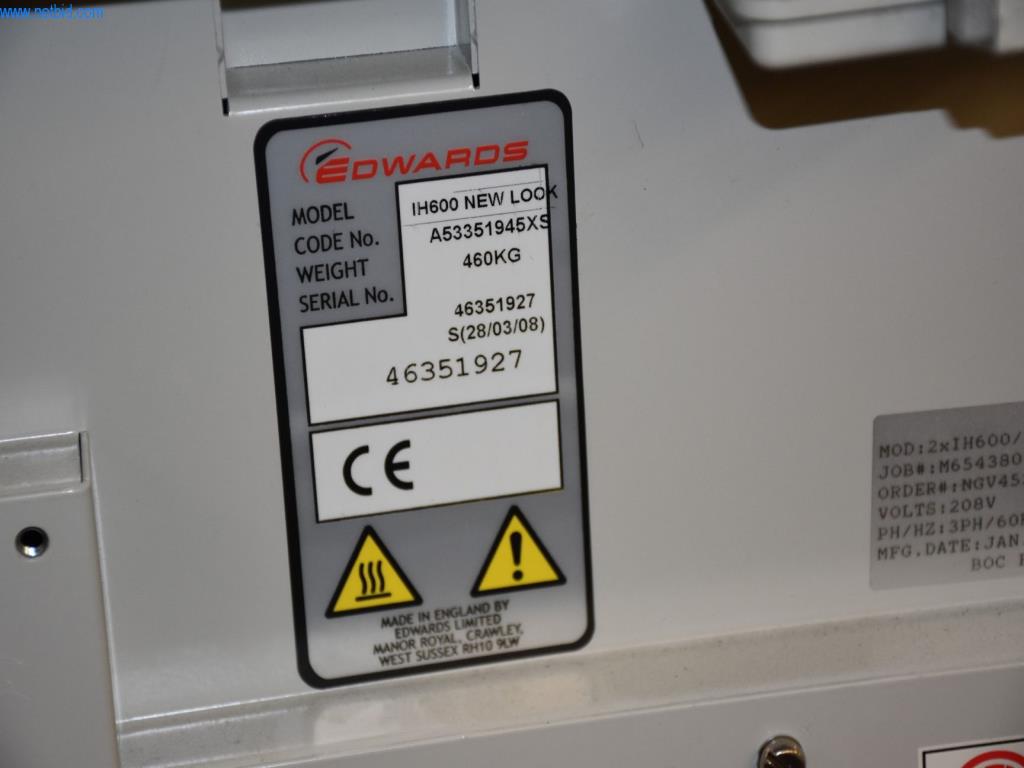 www.netbid.com
EDWARDS
MODEL IH600 NEW LOOK
CODE No. A53351945XS
WEIGHT 460KG
SERIAL No. 46351927
S(28/03/08)
46351927
CE
MADE IN ENGLAND BY
EDWARDS LIMITED
MANOR ROYAL, CRAWLEY,
WEST SUSSEX RH10 9LW
MOD:2xIH600/
JOB#:M654380
ORDER#:NGV45
VOLTS:208V
PH/HZ:3PH/60
MFG.DATE:JAN.
BOC